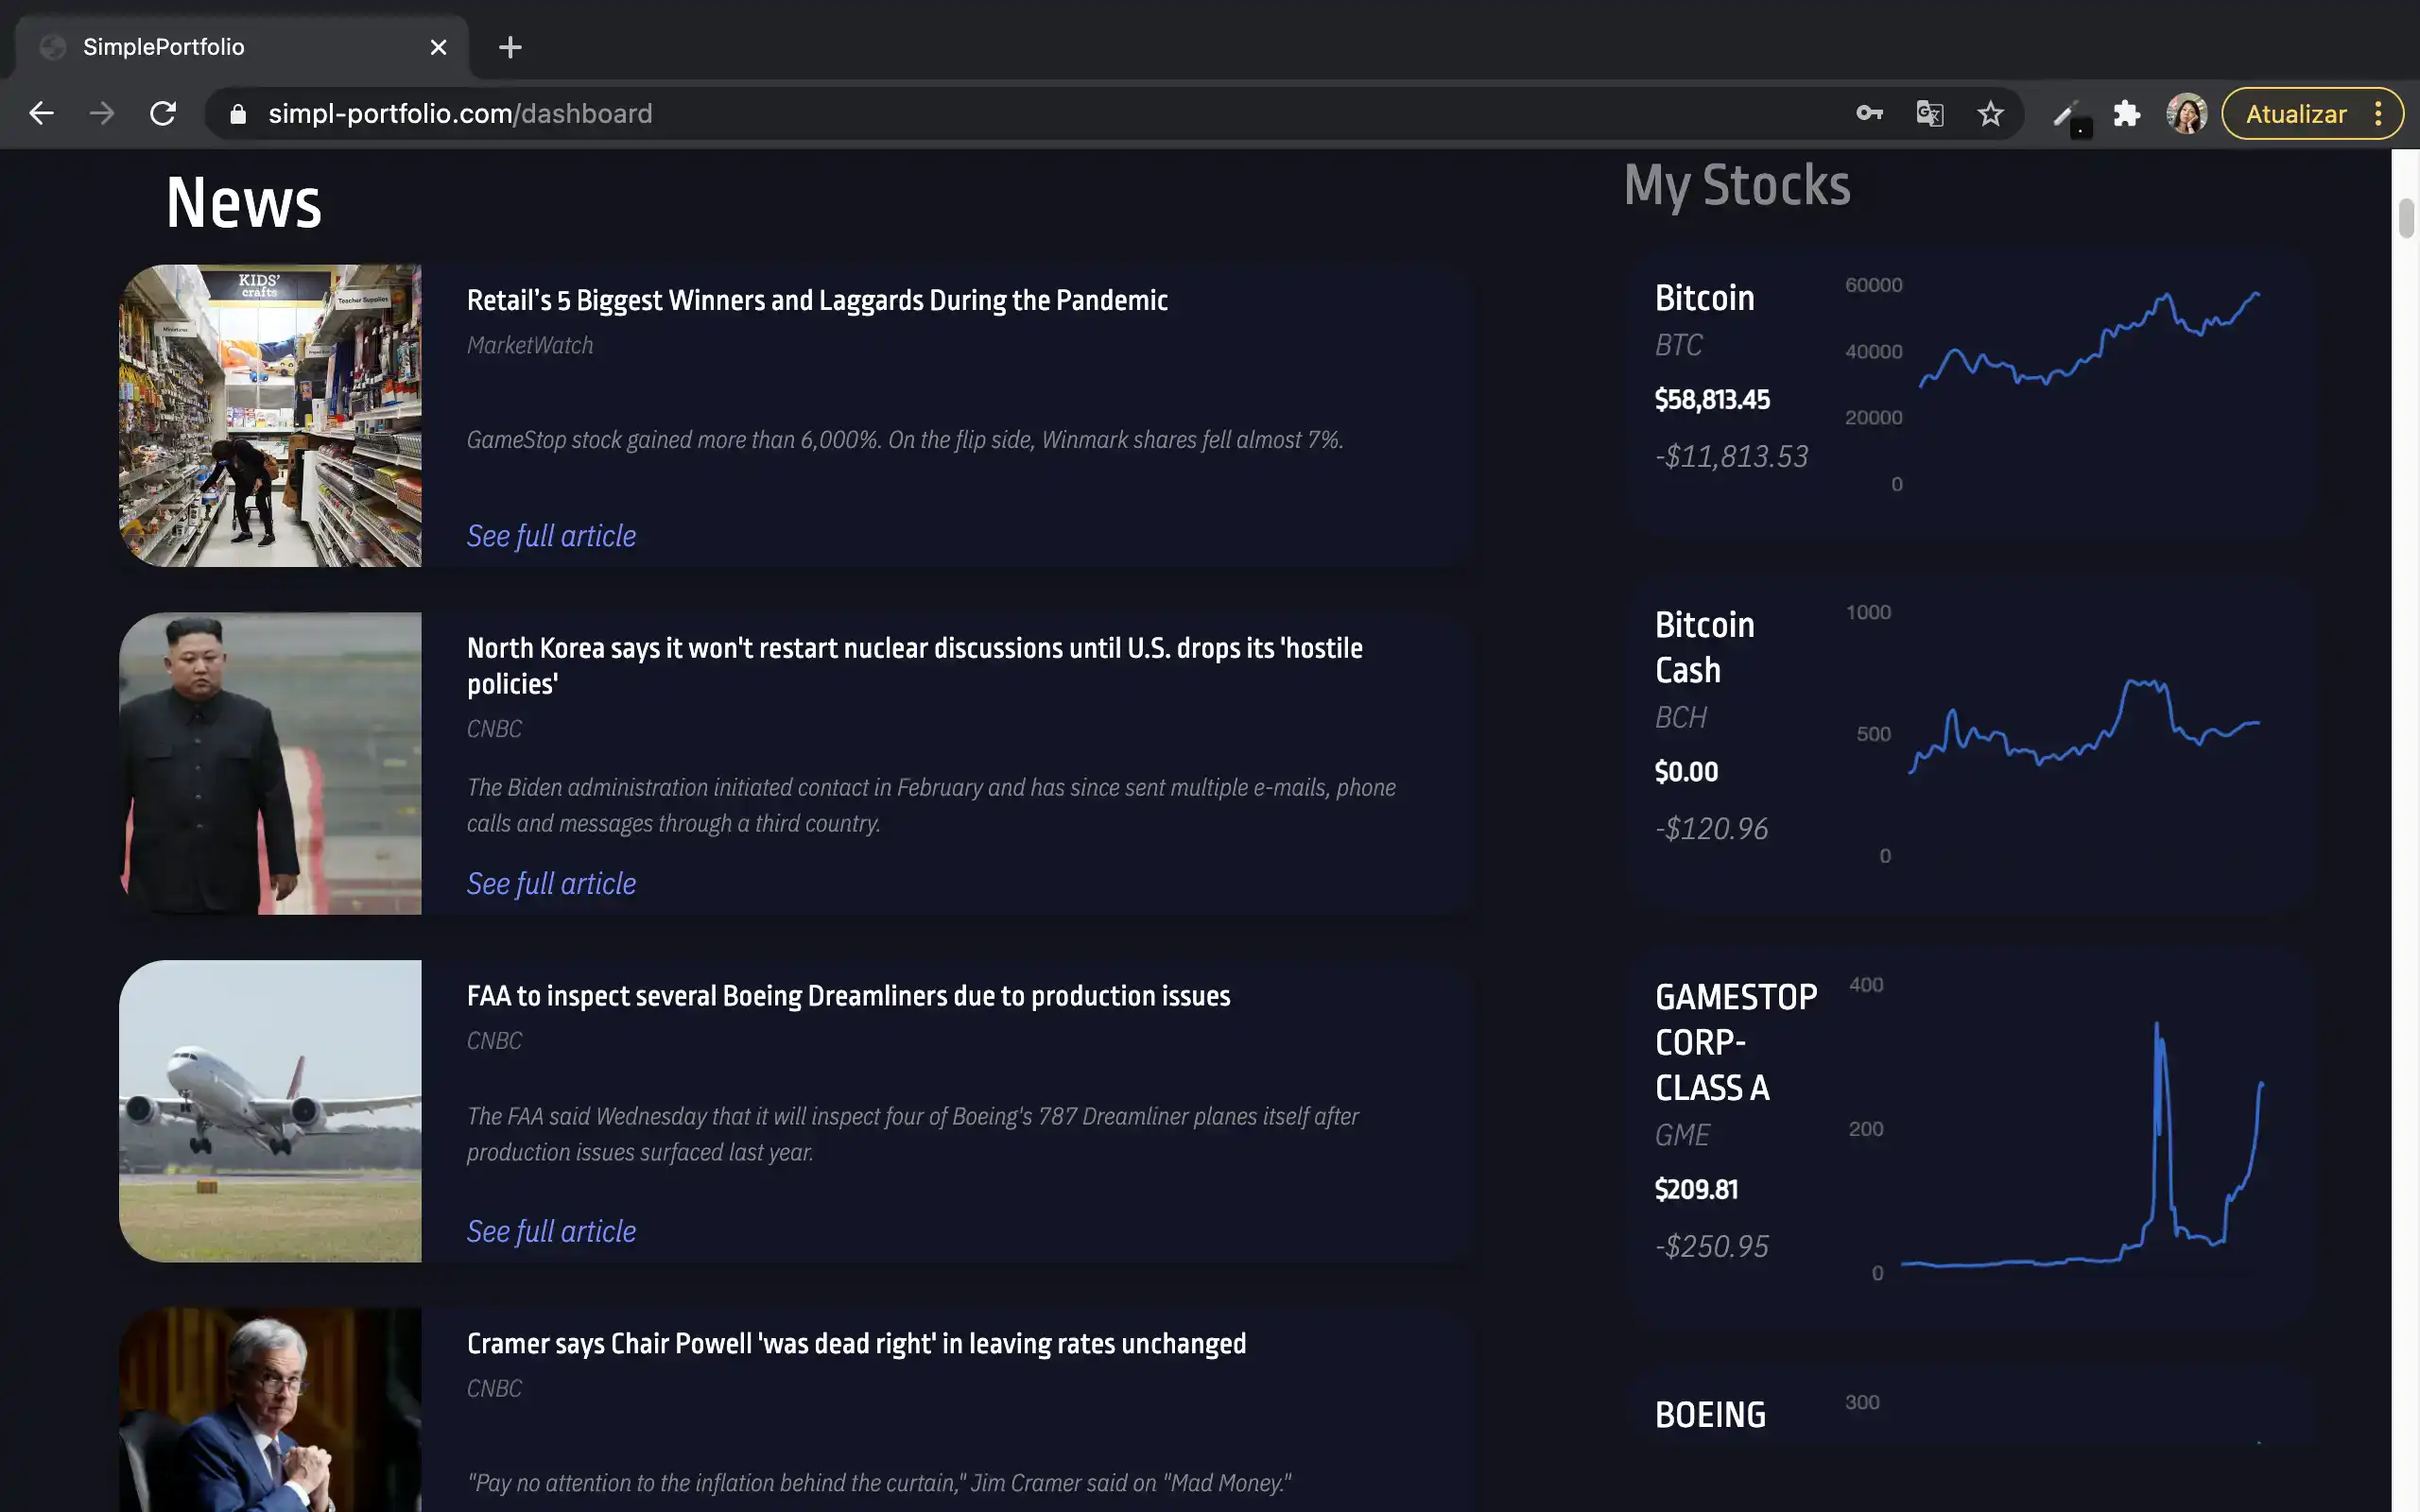 SimplePortfolio
simpl-portfolio.com/dashboard
Atualizar
News
KIDS'
crafts
Teacher Supplies
Retail’s 5 Biggest Winners and Laggards During the Pandemic
MarketWatch
GameStop stock gained more than 6,000%. On the flip side, Winmark shares fell almost 7%.
See full article
North Korea says it won't restart nuclear discussions until U.S. drops its 'hostile
policies'
CNBC
The Biden administration initiated contact in February and has since sent multiple e-mails, phone
calls and messages through a third country.
See full article
FAA to inspect several Boeing Dreamliners due to production issues
CNBC
The FAA said Wednesday that it will inspect four of Boeing's 787 Dreamliner planes itself after
production issues surfaced last year.
See full article
Cramer says Chair Powell 'was dead right' in leaving rates unchanged
CNBC
"Pay no attention to the inflation behind the curtain," Jim Cramer said on "Mad Money."
My Stocks
Bitcoin
BTC
$58,813.45
-$11,813.53
60000
40000
20000
0
Bitcoin
Cash
BCH
$0.00
-$120.96
1000
500
0
GAMESTOP
CORP-
CLASS A
GME
$209.81
-$250.95
400
200
0
BOEING
300